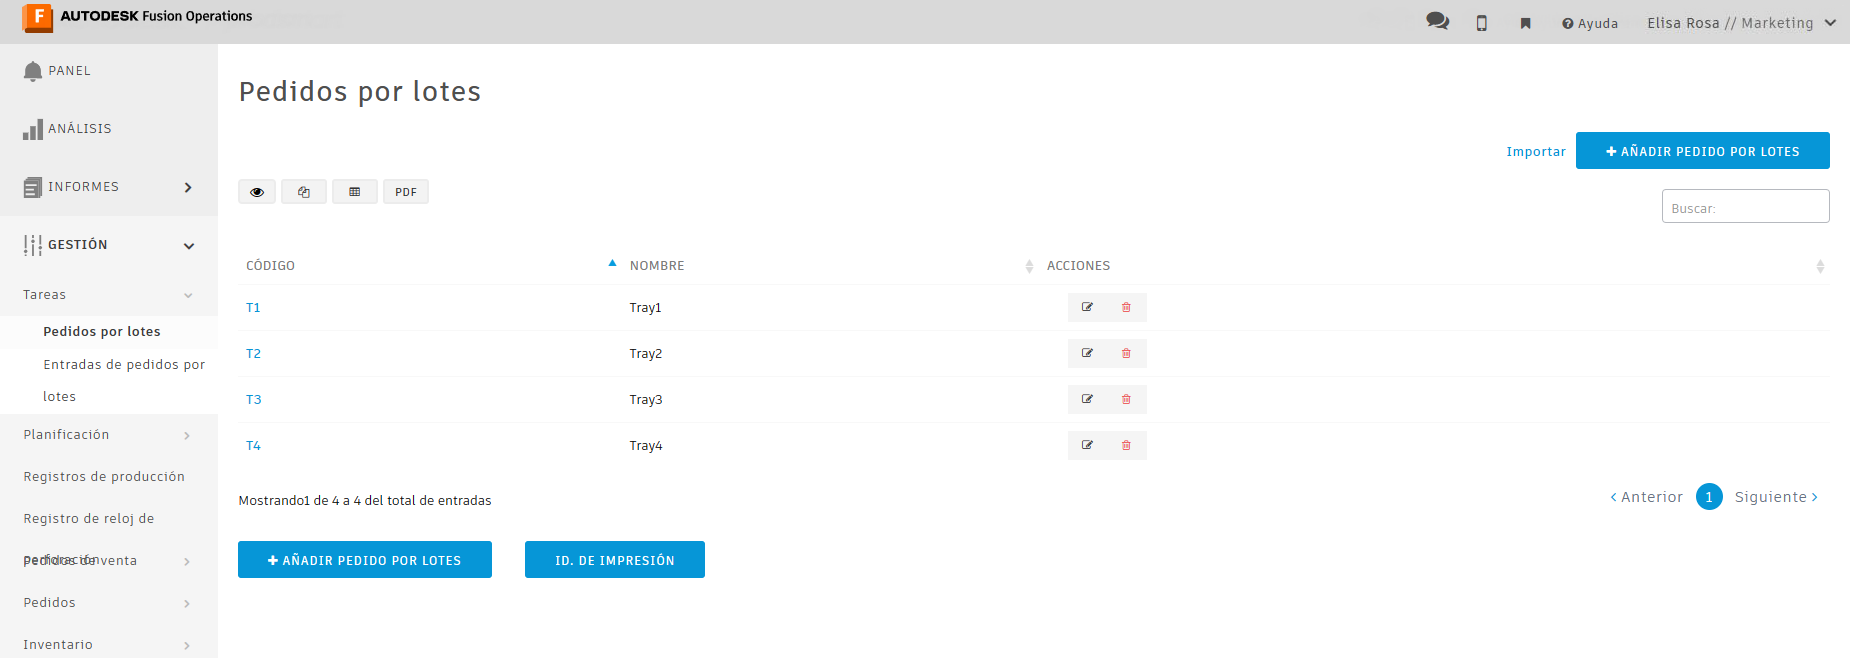 AUTODESK Fusion Operations
Ayuda
Elisa Rosa // Marketing
PANEL
ANÁLISIS
INFORMES
GESTIÓN
Tareas
Pedidos por lotes
Entradas de pedidos por
lotes
Planificación
Registros de producción
Registro de reloj de
perforación
Pedidos de venta
Pedidos
Inventario
Pedidos por lotes
Importar
+ AÑADIR PEDIDO POR LOTES
PDF
Buscar:
CÓDIGO NOMBRE ACCIONES
T1 Tray1
T2 Tray2
T3 Tray3
T4 Tray4
Mostrando1 de 4 a 4 del total de entradas
< Anterior 1 Siguiente >
+ AÑADIR PEDIDO POR LOTES
ID. DE IMPRESIÓN